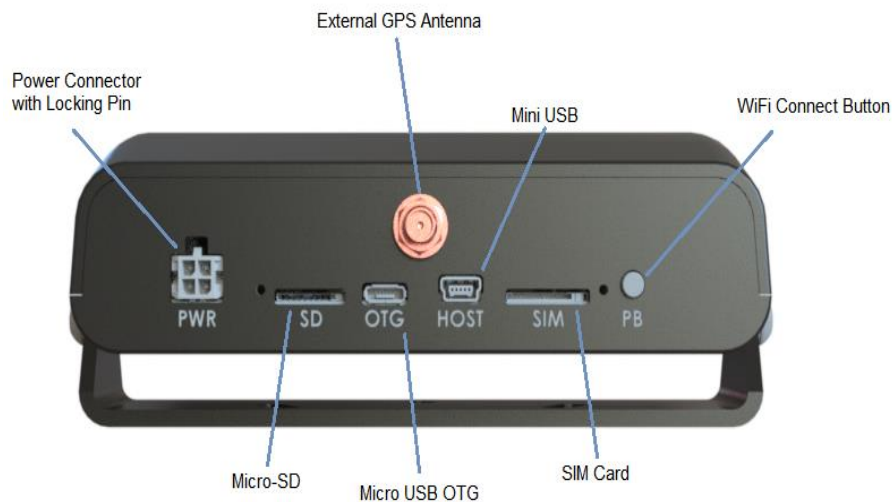 External GPS Antenna
Power Connector
with Locking Pin
Mini USB
WiFi Connect Button
PWR
SD
OTG
HOST
SIM
PB
Micro-SD
Micro USB OTG
SIM Card